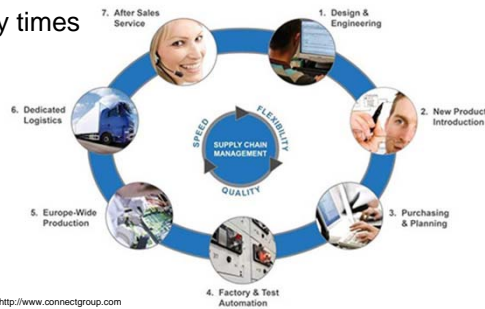 y times
7. After Sales
Service
1. Design &
Engineering
6. Dedicated
Logistics
2. New Product
Introduction
SPEED
FLEXIBILITY
SUPPLY CHAIN
MANAGEMENT
QUALITY
5. Europe-Wide
Production
3. Purchasing
& Planning
4. Factory & Test
Automation
http://www.connectgroup.com